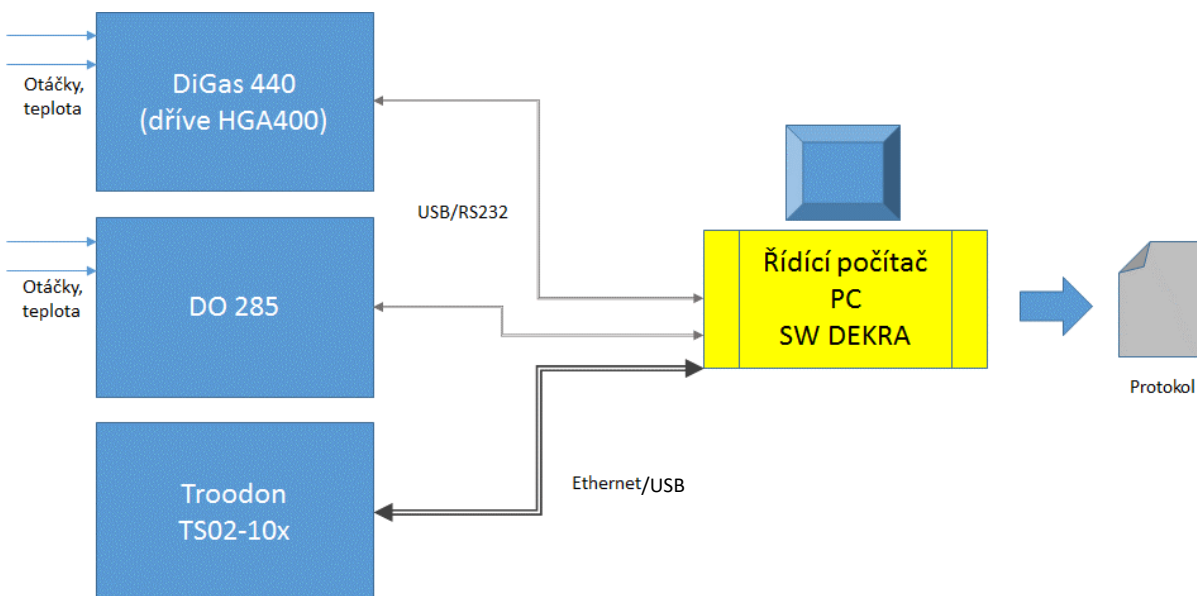 Otáčky,
teplota
DiGas 440
(dříve HGA400)
USB/RS232
Otáčky,
teplota
DO 285
Řídící počítač
PC
SW DEKRA
Protokol
Troodon
TS02-10x
Ethernet/USB